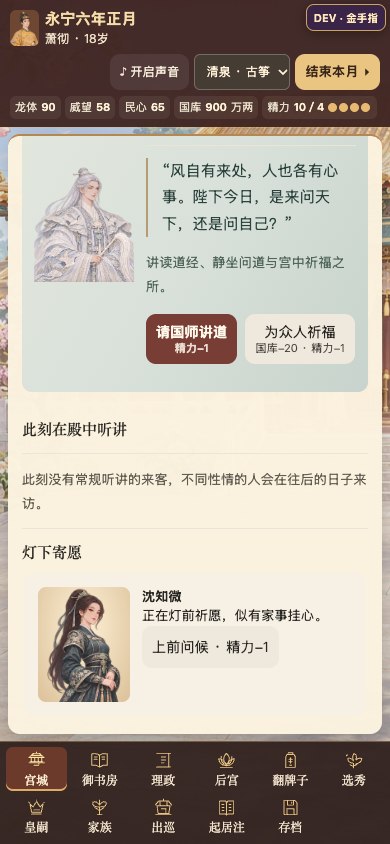 永宁六年正月
萧彻 · 18岁
DEV · 金手指
♪ 开启声音
清泉 · 古筝
结束本月
龙体 90
威望 58
民心 65
国库 900 万两
精力 10 / 4
“风自有来处，人也各有心
事。陛下今日，是来问天
下，还是问自己？”
讲读道经、静坐问道与宫中祈福之
所。
请国师讲道
精力−1
为众人祈福
国库−20 · 精力−1
此刻在殿中听讲
此刻没有常规听讲的来客，不同性情的人会在往后的日子来
访。
灯下寄愿
沈知微
正在灯前祈愿，似有家事挂心。
上前问候 · 精力−1
宫城
御书房
理政
后宫
翻牌子
选秀
皇嗣
家族
出巡
起居注
存档